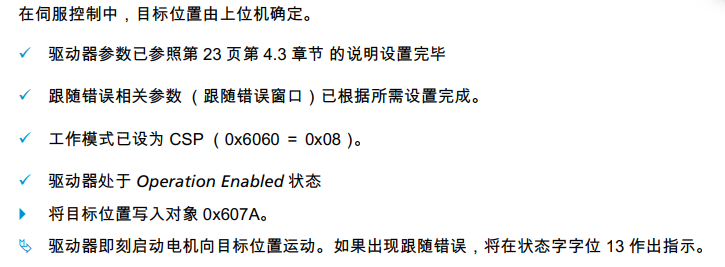 在伺服控制中，目标位置由上位机确定。
✓ 驱动器参数已参照第 23 页第 4.3 章节 的说明设置完毕
✓ 跟随错误相关参数 （ 跟随错误窗口 ）已根据所需设置完成。
✓ 工作模式已设为 CSP （ 0x6060 = 0x08 ）。
✓ 驱动器处于 Operation Enabled 状态
将目标位置写入对象 0x607A。
驱动器即刻启动电机向目标位置运动。如果出现跟随错误，将在状态字字位 13 作出指示。